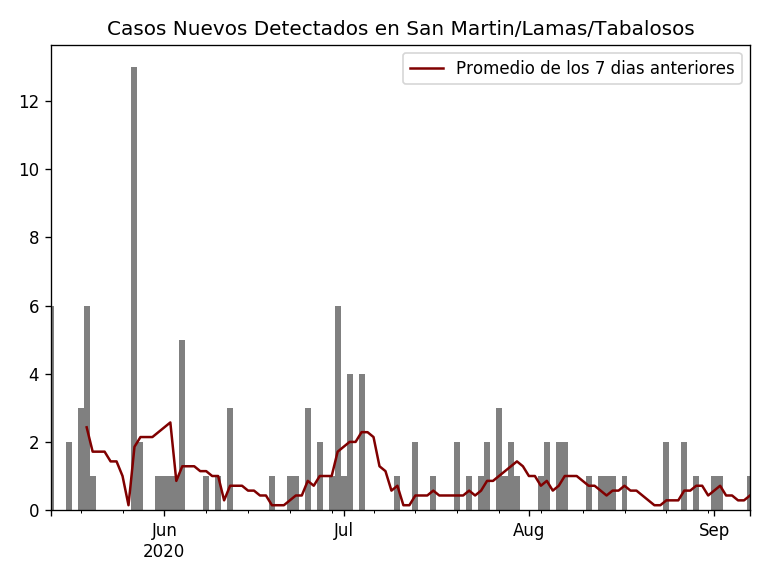 Casos Nuevos Detectados en San Martin/Lamas/Tabalosos
Promedio de los 7 dias anteriores
12
10
8
6
4
2
0
Jun
2020
Jul
Aug
Sep